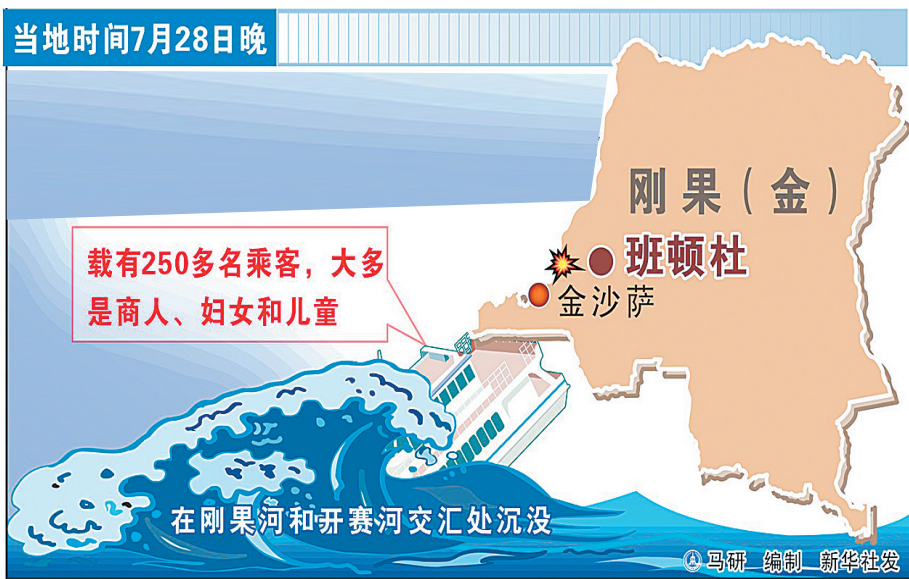 当地时间7月28日晚
刚果（金）
班顿杜
金沙萨
载有250多名乘客，大多
是商人、妇女和儿童
在刚果河和开赛河交汇处沉没
马研 编制 新华社发